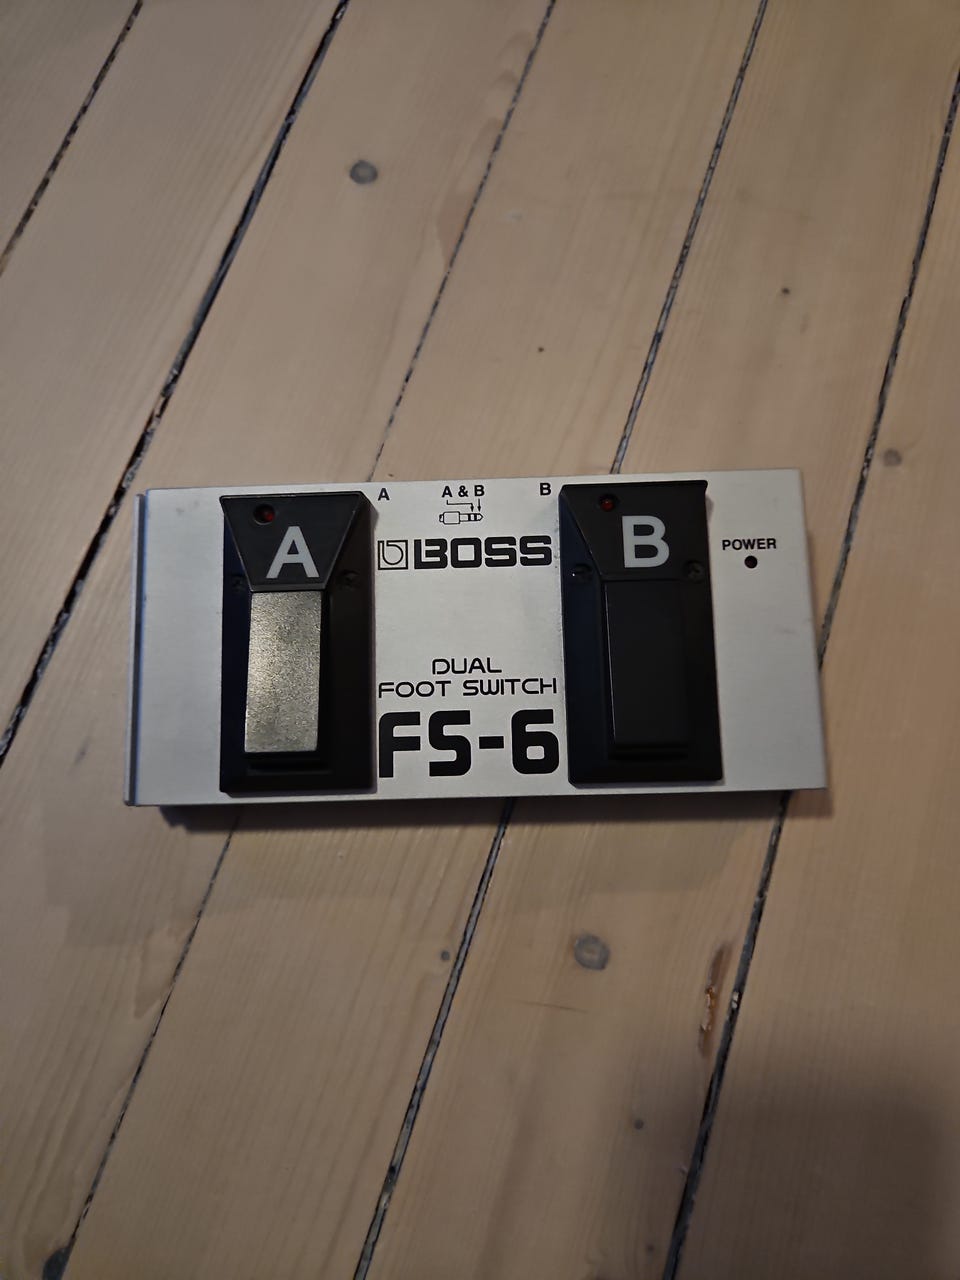 A A & B B
A B
BOSS
POWER
DUAL
FOOT SWITCH
FS-6